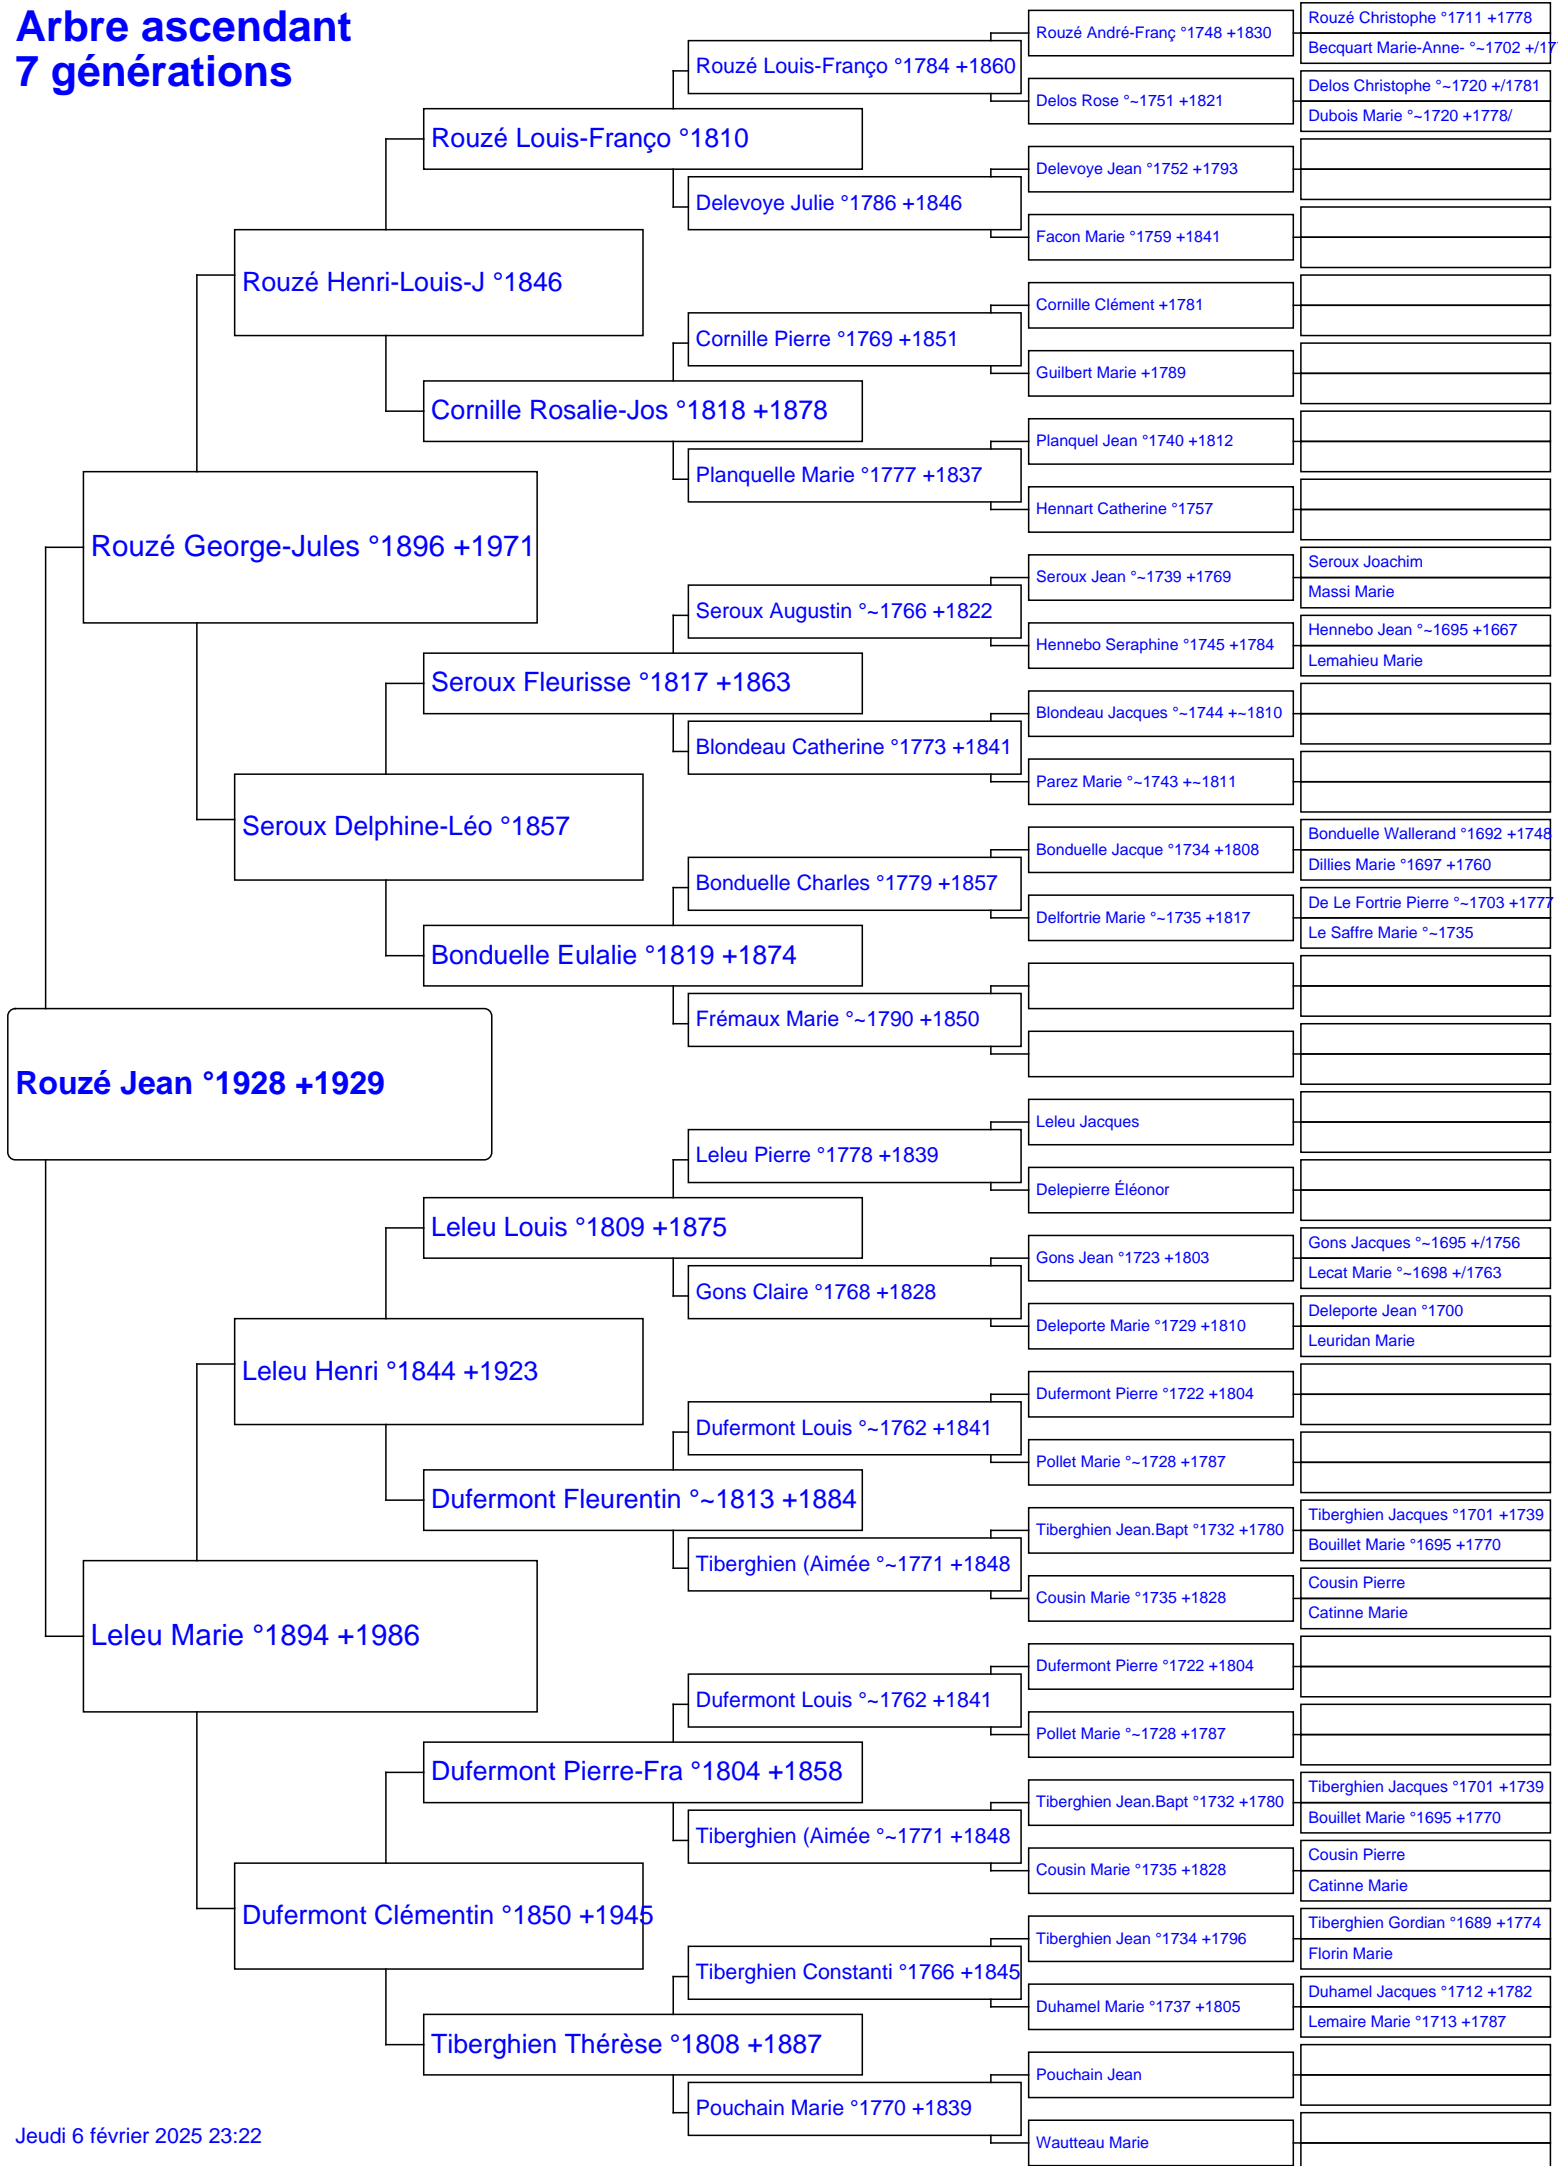 Arbre ascendant
7 générations
Rouzé Jean °1928 +1929
Rouzé George-Jules °1896 +1971
Leleu Marie °1894 +1986
Rouzé Henri-Louis-J °1846
Seroux Delphine-Léo °1857
Leleu Henri °1844 +1923
Dufermont Clémentin °1850 +1945
Rouzé Louis-Franço °1810
Cornille Rosalie-Jos °1818 +1878
Seroux Fleurisse °1817 +1863
Bonduelle Eulalie °1819 +1874
Leleu Louis °1809 +1875
Dufermont Fleurentin °~1813 +1884
Dufermont Pierre-Fra °1804 +1858
Tiberghien Thérèse °1808 +1887
Rouzé Louis-Franço °1784 +1860
Delevoye Julie °1786 +1846
Cornille Pierre °1769 +1851
Planquelle Marie °1777 +1837
Seroux Augustin °~1766 +1822
Blondeau Catherine °1773 +1841
Bonduelle Charles °1779 +1857
Frémaux Marie °~1790 +1850
Leleu Pierre °1778 +1839
Gons Claire °1768 +1828
Dufermont Louis °~1762 +1841
Tiberghien (Aimée °~1771 +1848
Dufermont Louis °~1762 +1841
Tiberghien (Aimée °~1771 +1848
Tiberghien Constanti °1766 +1845
Pouchain Marie °1770 +1839
Rouzé André-Franç °1748 +1830
Delos Rose °~1751 +1821
Delevoye Jean °1752 +1793
Facon Marie °1759 +1841
Cornille Clément +1781
Guilbert Marie +1789
Planquel Jean °1740 +1812
Hennart Catherine °1757
Seroux Jean °~1739 +1769
Hennebo Seraphine °1745 +1784
Blondeau Jacques °~1744 +~1810
Parez Marie °~1743 +~1811
Bonduelle Jacque °1734 +1808
Delfortrie Marie °~1735 +1817
Leleu Jacques
Delepierre Éléonor
Gons Jean °1723 +1803
Deleporte Marie °1729 +1810
Dufermont Pierre °1722 +1804
Pollet Marie °~1728 +1787
Tiberghien Jean.Bapt °1732 +1780
Cousin Marie °1735 +1828
Dufermont Pierre °1722 +1804
Pollet Marie °~1728 +1787
Tiberghien Jean.Bapt °1732 +1780
Cousin Marie °1735 +1828
Tiberghien Jean °1734 +1796
Duhamel Marie °1737 +1805
Pouchain Jean
Wautteau Marie
Rouzé Christophe °1711 +1778
Becquart Marie-Anne- °~1702 +/17
Delos Christophe °~1720 +/1781
Dubois Marie °~1720 +1778/
Seroux Joachim
Massi Marie
Hennebo Jean °~1695 +1667
Lemahieu Marie
Bonduelle Wallerand °1692 +1748
Dillies Marie °1697 +1760
De Le Fortrie Pierre °~1703 +1777
Le Saffre Marie °~1735
Gons Jacques °~1695 +/1756
Lecat Marie °~1698 +/1763
Deleporte Jean °1700
Leuridan Marie
Tiberghien Jacques °1701 +1739
Bouillet Marie °1695 +1770
Cousin Pierre
Catinne Marie
Tiberghien Jacques °1701 +1739
Bouillet Marie °1695 +1770
Cousin Pierre
Catinne Marie
Tiberghien Gordian °1689 +1774
Florin Marie
Duhamel Jacques °1712 +1782
Lemaire Marie °1713 +1787
Jeudi 6 février 2025 23:22